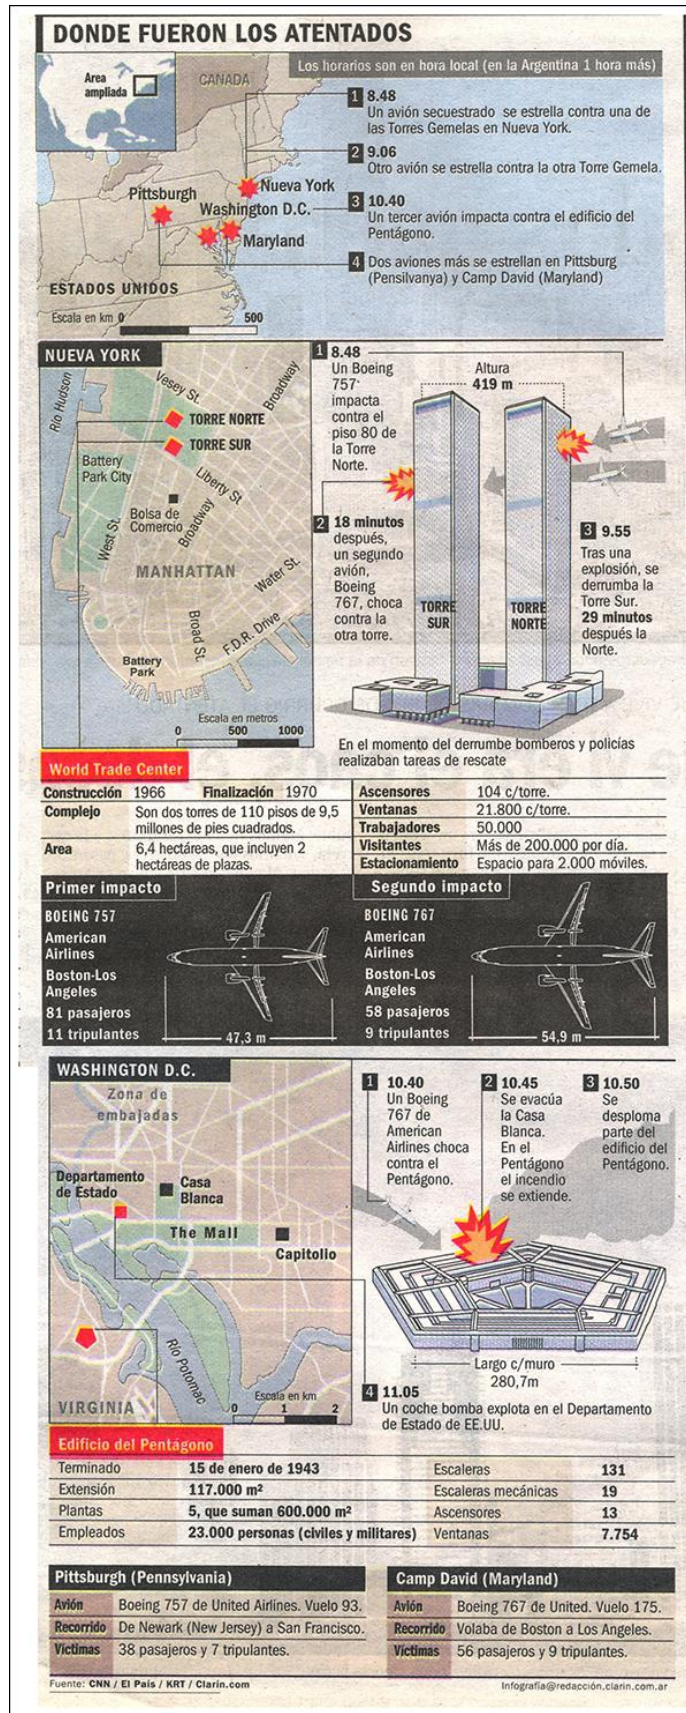 DONDE FUERON LOS ATENTADOS
Los horarios son en hora local (en la Argentina 1 hora más)
Area
ampliada
CANADA
1 8.48
Un avión secuestrado se estrella contra una de
las Torres Gemelas en Nueva York.
2 9.06
Otro avión se estrella contra la otra Torre Gemela.
3 10.40
Un tercer avión impacta contra el edificio del
Pentágono.
4 Dos aviones más se estrellan en Pittsburg
(Pensilvanya) y Camp David (Maryland)
Pittsburgh
Nueva York
Washington D.C.
Maryland
ESTADOS UNIDOS
Escala en km 0 500
NUEVA YORK
Río Hudson
Vesey St.
Broadway
TORRE NORTE
TORRE SUR
Battery
Park City
Liberty St
Bolsa de
Comercio
Broadway
West St.
MANHATTAN
Water St.
Broad St.
F.D.R. Drive
Battery
Park
Escala en metros
0 500 1000
1 8.48
Un Boeing
757
impacta
contra el
piso 80 de
la Torre
Norte.
Altura
419 m
2 18 minutos
después,
un segundo
avión,
Boeing
767, choca
contra la
otra torre.
TORRE
SUR
TORRE
NORTE
3 9.55
Tras una
explosión, se
derrumba la
Torre Sur.
29 minutos
después la
Norte.
En el momento del derrumbe bomberos y policías
realizaban tareas de rescate
World Trade Center
Construcción 1966 Finalización 1970
Complejo Son dos torres de 110 pisos de 9,5
millones de pies cuadrados.
Area 6,4 hectáreas, que incluyen 2
hectáreas de plazas.
Ascensores 104 c/torre.
Ventanas 21.800 c/torre.
Trabajadores 50.000
Visitantes Más de 200.000 por día.
Estacionamiento Espacio para 2.000 móviles.
Primer impacto
BOEING 757
American
Airlines
Boston-Los
Angeles
81 pasajeros
11 tripulantes
47,3 m
Segundo impacto
BOEING 767
American
Airlines
Boston-Los
Angeles
58 pasajeros
9 tripulantes
54,9 m
WASHINGTON D.C.
Zona de
embajadas
Departamento
de Estado
Casa
Blanca
The Mall
Capitolio
Río Potomac
VIRGINIA
Escala en km
0 1 2
1 10.40
Un Boeing
767 de
American
Airlines choca
contra el
Pentágono.
2 10.45
Se evacúa
la Casa
Blanca.
En el
Pentágono
el incendio
se extiende.
3 10.50
Se
desploma
parte del
edificio del
Pentágono.
Largo c/muro
280,7m
4 11.05
Un coche bomba explota en el Departamento
de Estado de EE.UU.
Edificio del Pentágono
Terminado 15 de enero de 1943
Extensión 117.000 m²
Plantas 5, que suman 600.000 m²
Empleados 23.000 personas (civiles y militares)
Escaleras 131
Escaleras mecánicas 19
Ascensores 13
Ventanas 7.754
Pittsburgh (Pennsylvania)
Avión Boeing 757 de United Airlines. Vuelo 93.
Recorrido De Newark (New Jersey) a San Francisco.
Víctimas 38 pasajeros y 7 tripulantes.
Camp David (Maryland)
Avión Boeing 767 de United. Vuelo 175.
Recorrido Volaba de Boston a Los Angeles.
Víctimas 56 pasajeros y 9 tripulantes.
Fuente: CNN / El País / KRT / Clarin.com
Infografía@redacción.clarin.com.ar